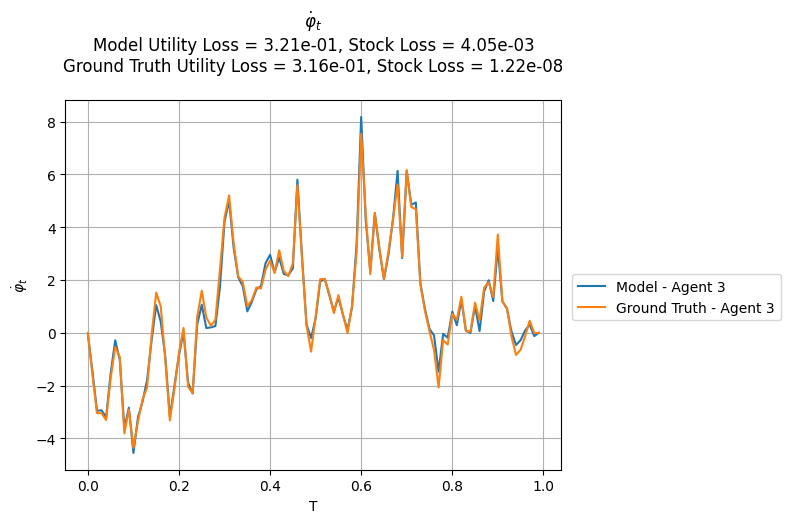 φ̇ₜ
Model Utility Loss = 3.21e-01, Stock Loss = 4.05e-03
Ground Truth Utility Loss = 3.16e-01, Stock Loss = 1.22e-08
φ̇ₜ
8
6
4
2
0
−2
−4
0.0 0.2 0.4 0.6 0.8 1.0
T
Model - Agent 3
Ground Truth - Agent 3